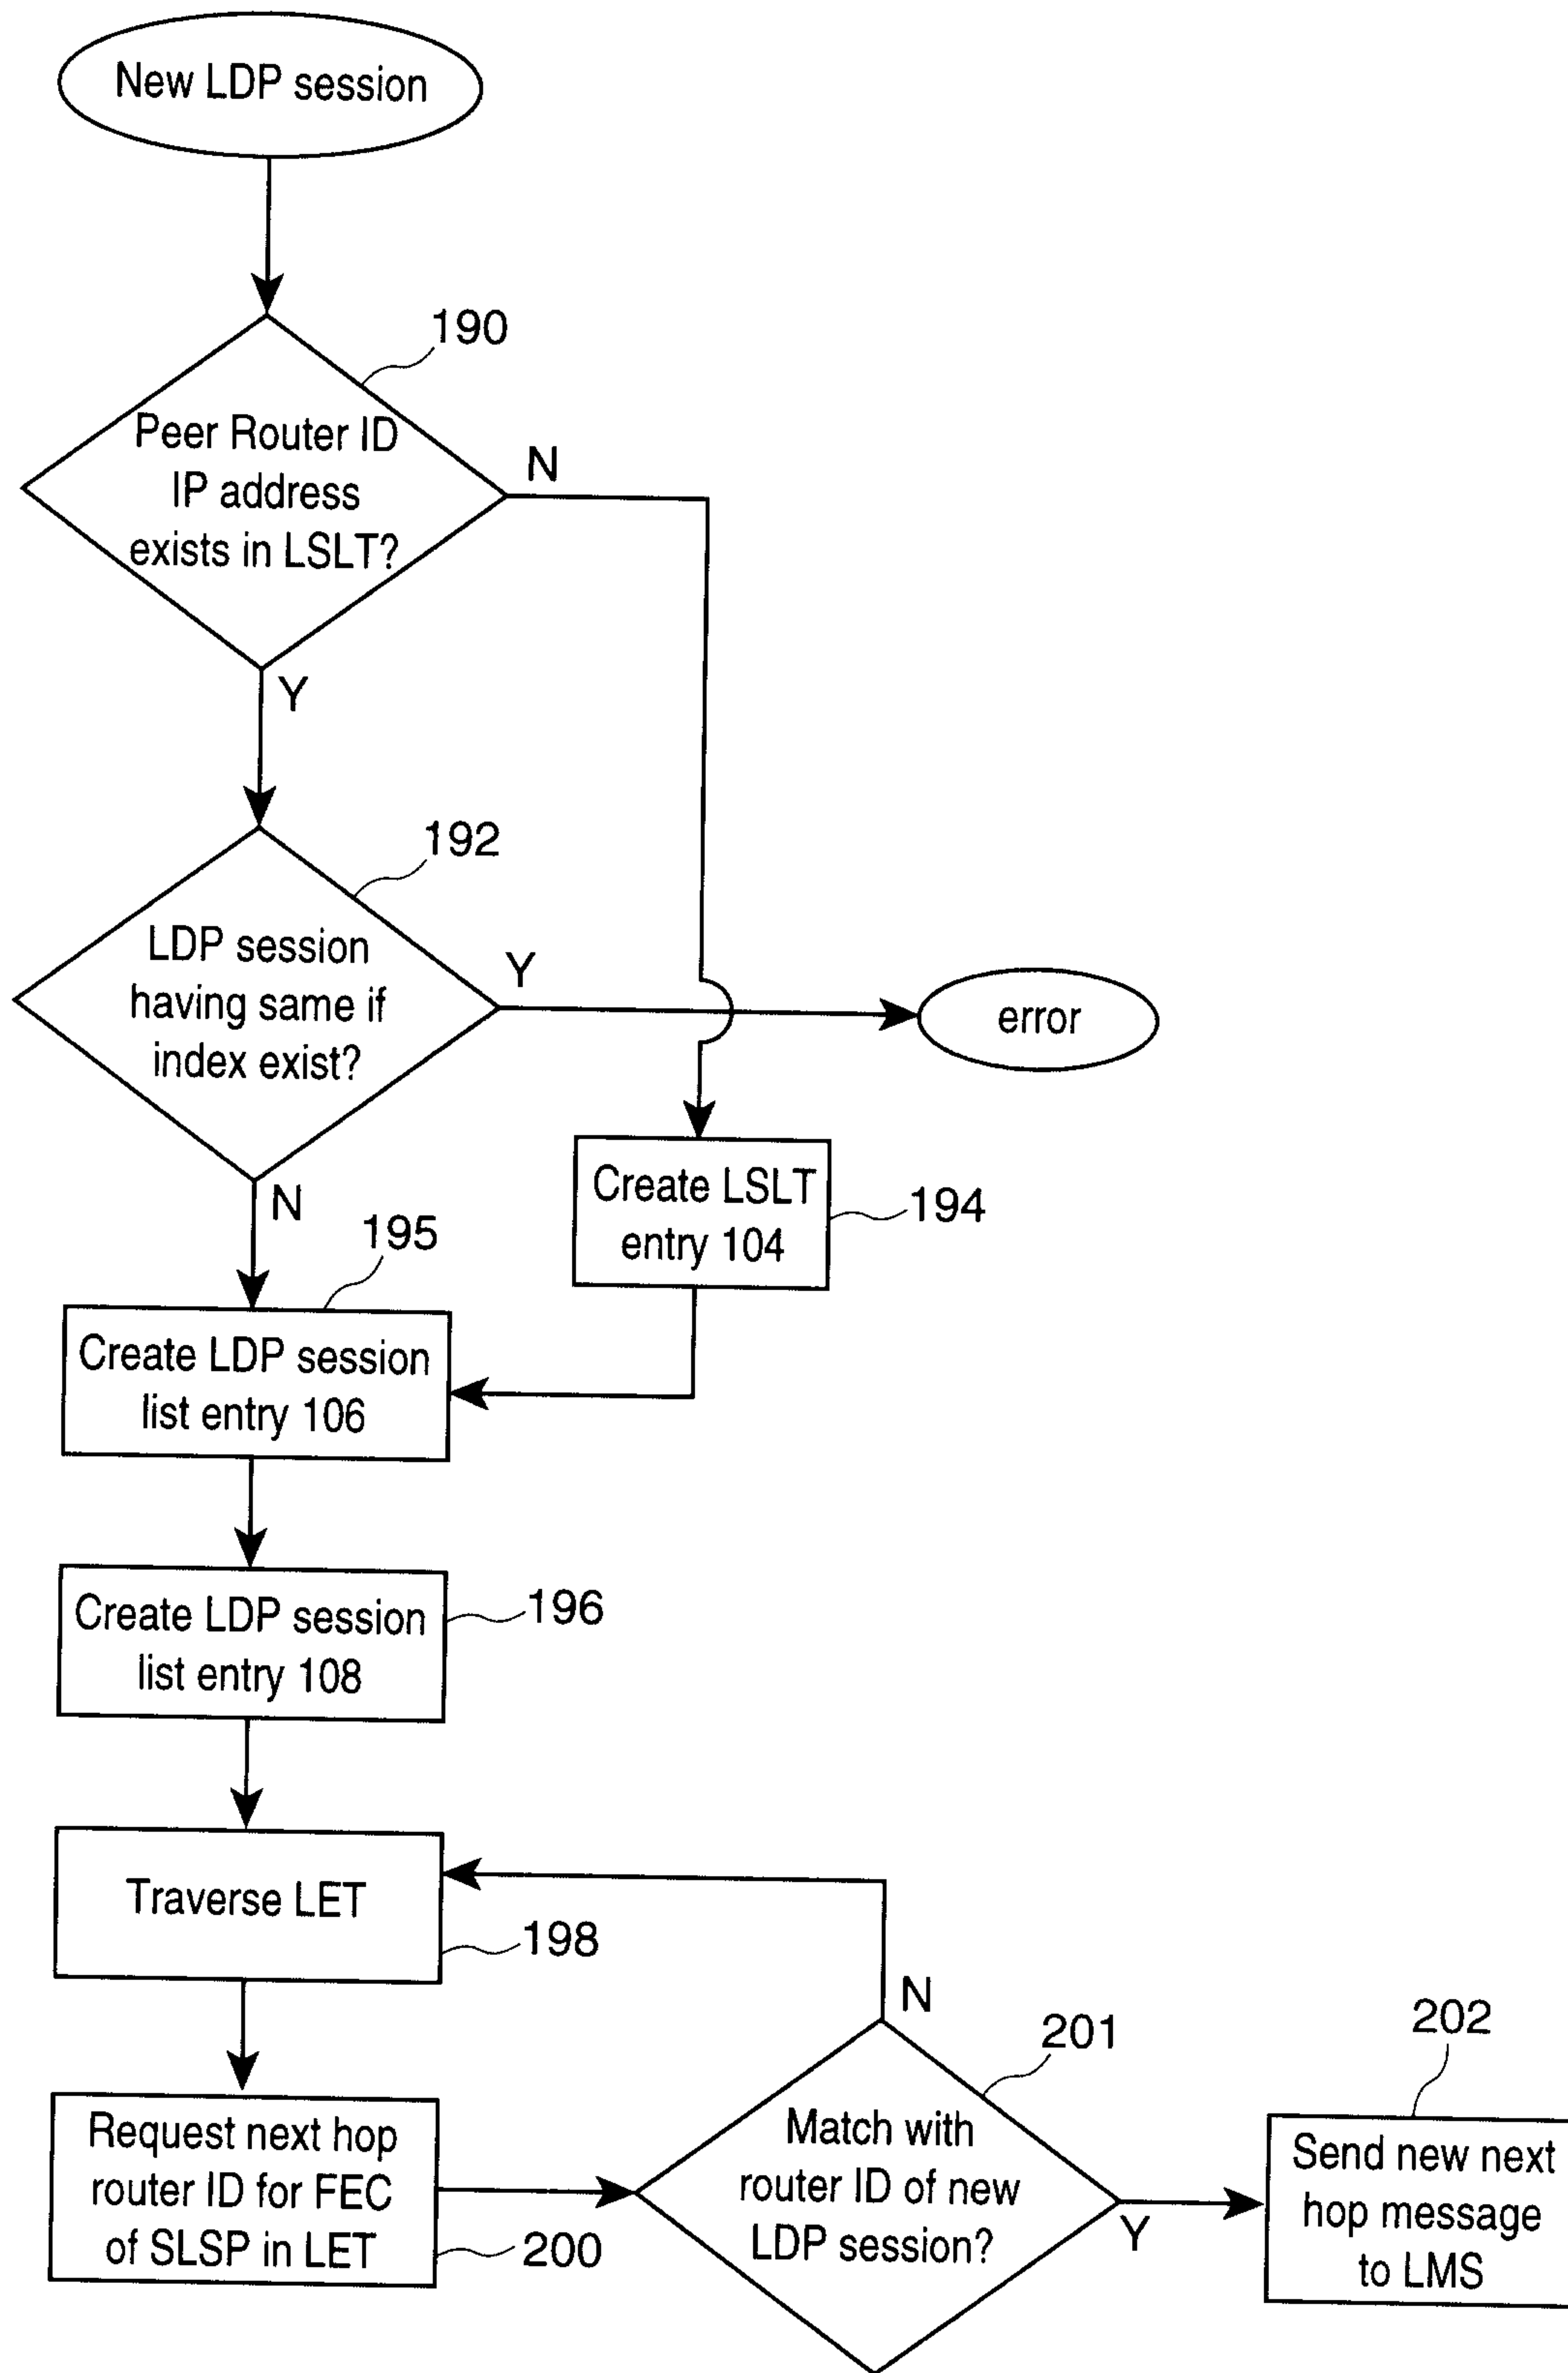 New LDP session
190
Peer Router ID
IP address
exists in LSLT?
N
Y
192
LDP session
having same if
index exist?
Y
error
N
Create LSLT
entry 104
194
195
Create LDP session
list entry 106
Create LDP session
list entry 108
196
Traverse LET
198
N
201
202
Request next hop
router ID for FEC
of SLSP in LET
200
Match with
router ID of new
LDP session?
Y
Send new next
hop message
to LMS